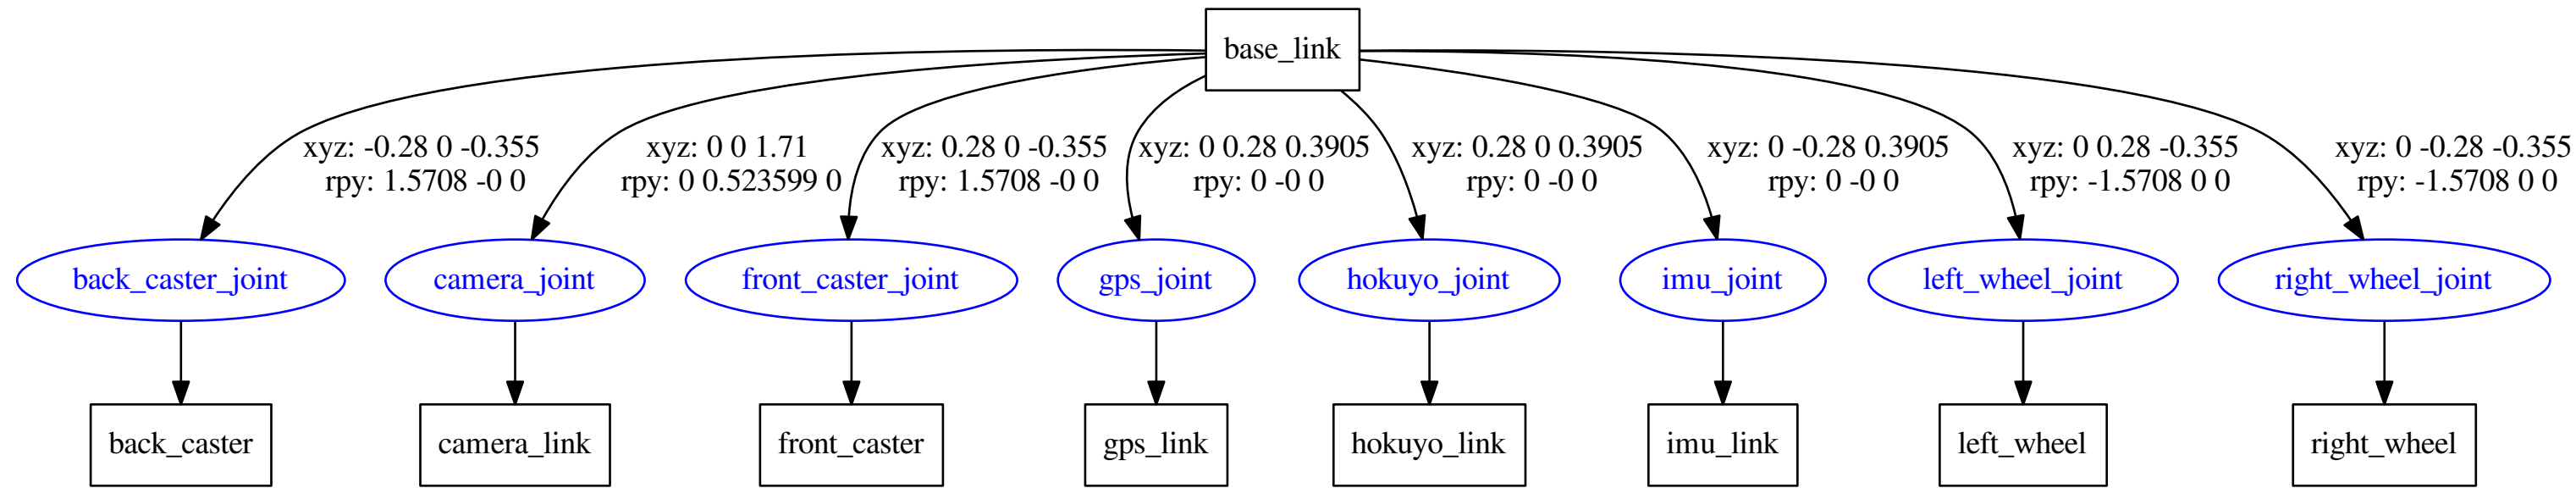 base_link
xyz: -0.28 0 -0.355
rpy: 1.5708 -0 0
xyz: 0 0 1.71
rpy: 0 0.523599 0
xyz: 0.28 0 -0.355
rpy: 1.5708 -0 0
xyz: 0 0.28 0.3905
rpy: 0 -0 0
xyz: 0.28 0 0.3905
rpy: 0 -0 0
xyz: 0 -0.28 0.3905
rpy: 0 -0 0
xyz: 0 0.28 -0.355
rpy: -1.5708 0 0
xyz: 0 -0.28 -0.355
rpy: -1.5708 0 0
back_caster_joint
camera_joint
front_caster_joint
gps_joint
hokuyo_joint
imu_joint
left_wheel_joint
right_wheel_joint
back_caster
camera_link
front_caster
gps_link
hokuyo_link
imu_link
left_wheel
right_wheel